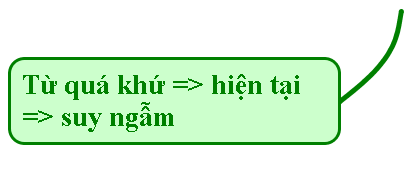 Từ quá khứ => hiện tại
=> suy ngẫm